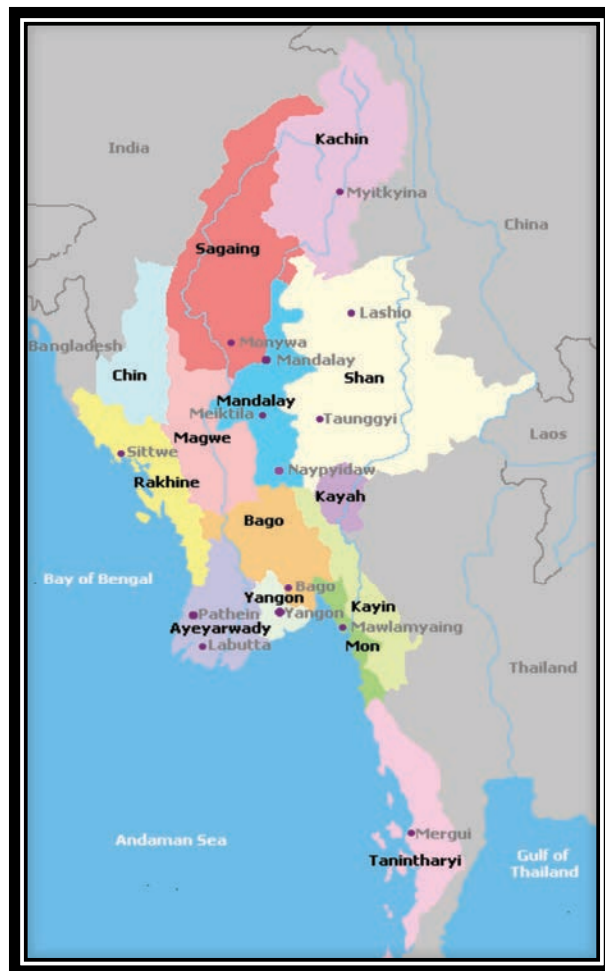 Kachin
India
Myitkyina
China
Sagaing
Lashio
Monywa
Bangladesh
Mandalay
Chin
Shan
Mandalay
Meiktila
Taunggyi
Magwe
Laos
Sittwe
Naypyidaw
Rakhine
Kayah
Bago
Bay of Bengal
Bago
Yangon
Kayin
Pathein
Yangon
Ayeyarwady
Mawlamyaing
Labutta
Mon
Thailand
Mergui
Andaman Sea
Tanintharyi
Gulf of
Thailand